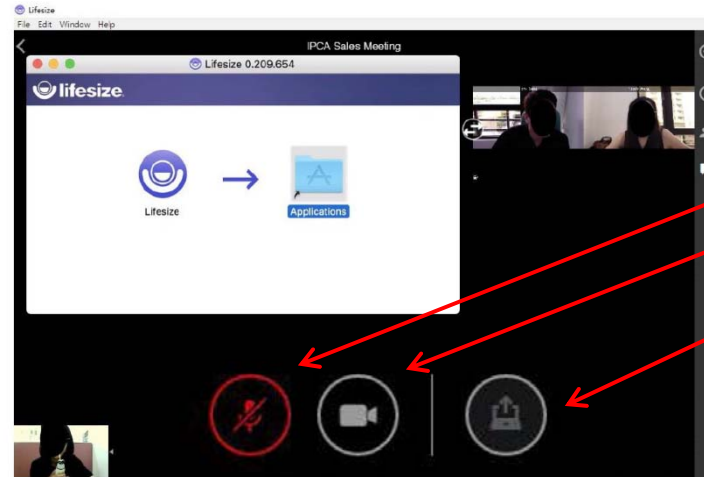 Lifesize
File Edit Window Help
IPCA Sales Meeting
Lifesize 0.209.654
lifesize
Lifesize
Applications